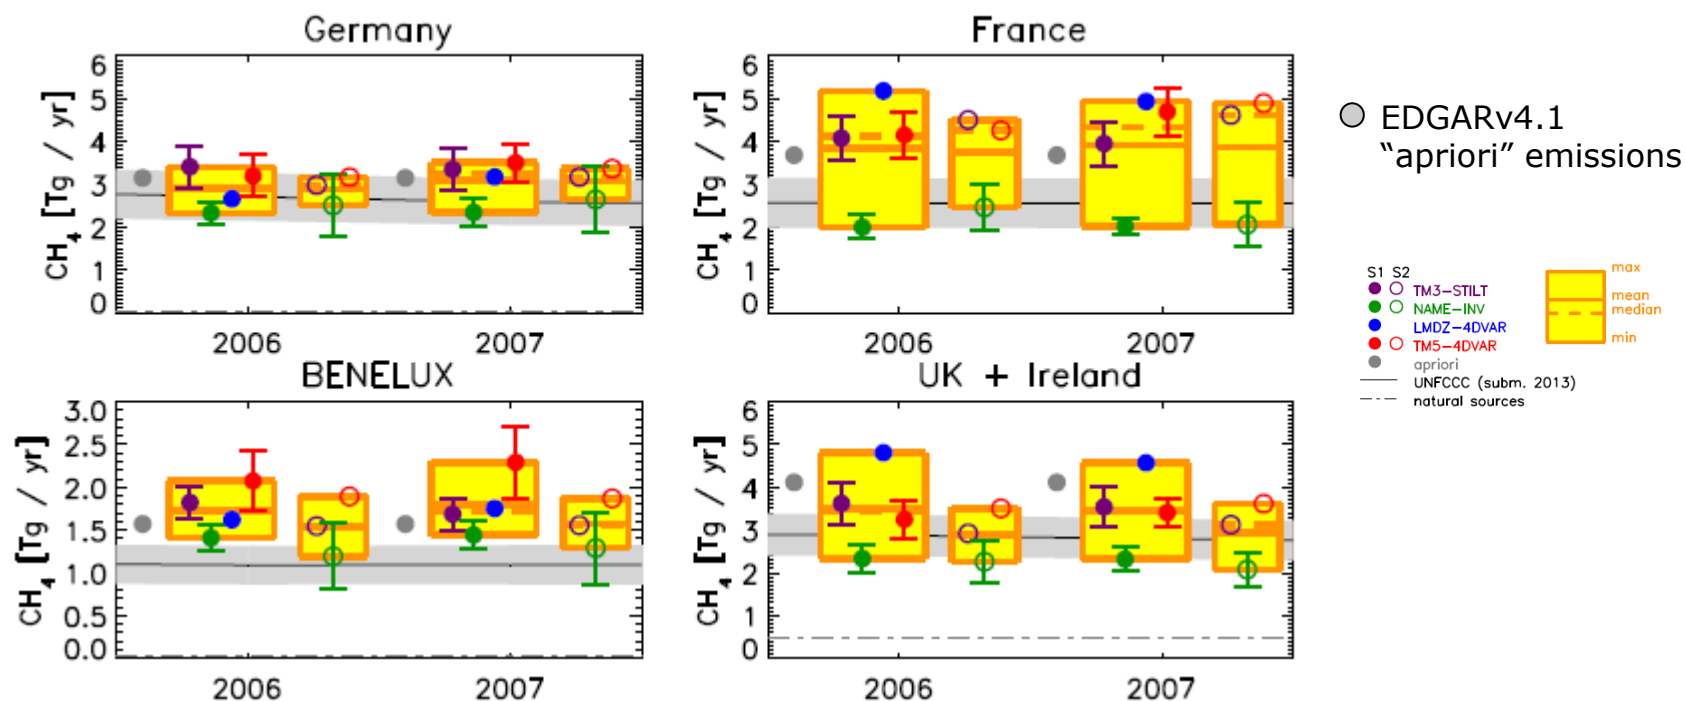 Germany
6
5
4
3
2
1
0
CH4 [Tg / yr]
2006 2007
France
6
5
4
3
2
1
0
CH4 [Tg / yr]
2006 2007
EDGARv4.1
“apriori” emissions
BENELUX
3.0
2.5
2.0
1.5
1.0
0.5
0.0
CH4 [Tg / yr]
2006 2007
UK + Ireland
6
5
4
3
2
1
0
CH4 [Tg / yr]
2006 2007
S1 S2
TM3-STILT
NAME-INV
LMDZ-4DVAR
TM5-4DVAR
apriori
UNFCCC (subm. 2013)
natural sources
max
mean
median
min